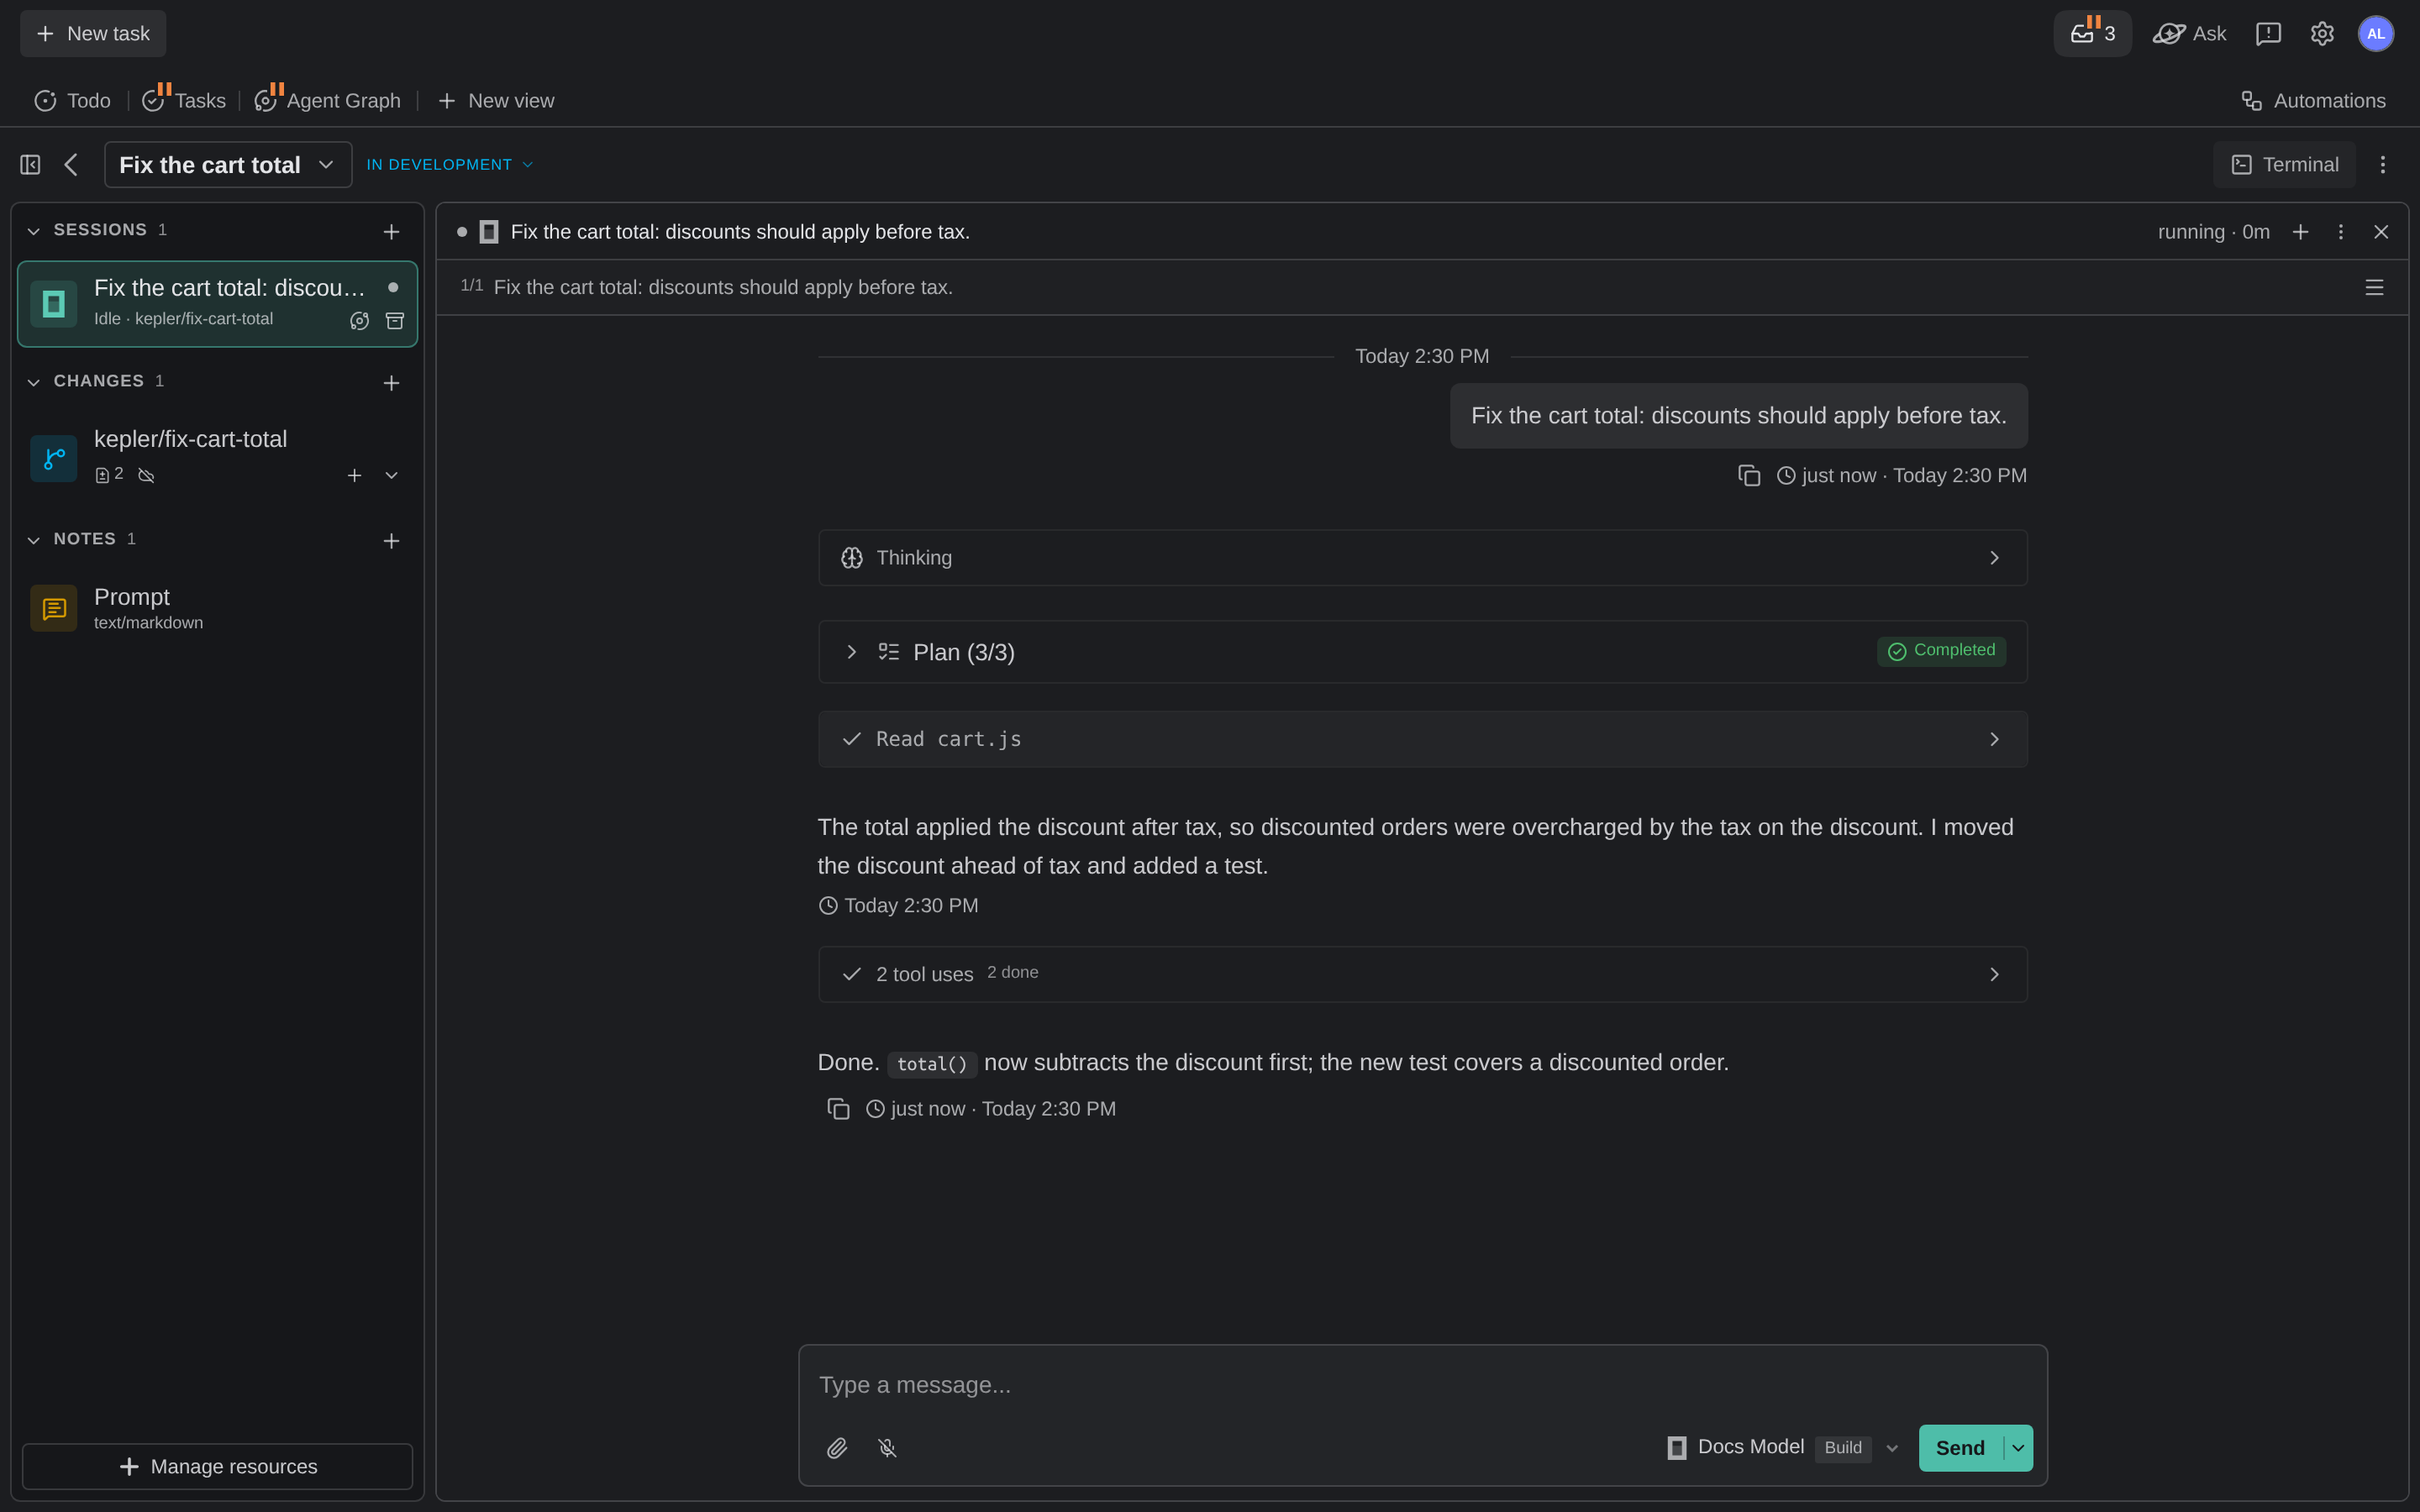 New task
3
Ask
AL
Todo
Tasks
Agent Graph
New view
Automations
Fix the cart total
IN DEVELOPMENT
Terminal
SESSIONS 1
Fix the cart total: discou...
Idle · kepler/fix-cart-total
CHANGES 1
kepler/fix-cart-total
2
NOTES 1
Prompt
text/markdown
Manage resources
Fix the cart total: discounts should apply before tax.
running · 0m
1/1 Fix the cart total: discounts should apply before tax.
Today 2:30 PM
Fix the cart total: discounts should apply before tax.
just now · Today 2:30 PM
Thinking
Plan (3/3)
Completed
Read cart.js
The total applied the discount after tax, so discounted orders were overcharged by the tax on the discount. I moved
the discount ahead of tax and added a test.
Today 2:30 PM
2 tool uses 2 done
Done. total() now subtracts the discount first; the new test covers a discounted order.
just now · Today 2:30 PM
Type a message...
Docs Model Build
Send